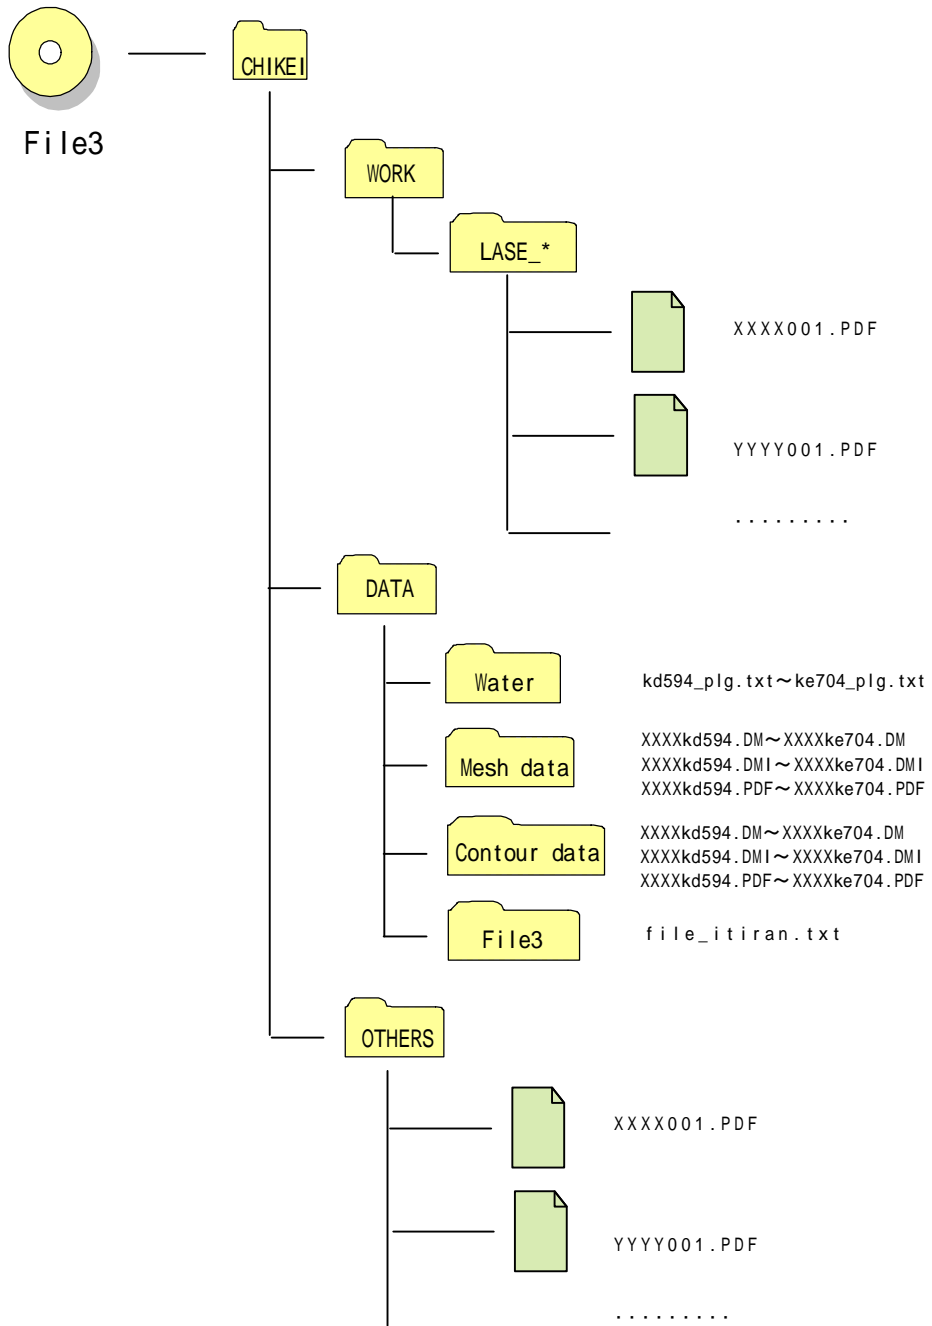 CHIKEI
File3
WORK
LASE_*
XXXX001.PDF
YYYY001.PDF
.........
DATA
Water
kd594_plg.txt～ke704_plg.txt
Mesh data
XXXXkd594.DM～XXXXke704.DM
XXXXkd594.DMI～XXXXke704.DMI
XXXXkd594.PDF～XXXXke704.PDF
Contour data
XXXXkd594.DM～XXXXke704.DM
XXXXkd594.DMI～XXXXke704.DMI
XXXXkd594.PDF～XXXXke704.PDF
File3
file_itiran.txt
OTHERS
XXXX001.PDF
YYYY001.PDF
.........